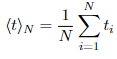 ⟨t⟩_N = \frac{1}{N} \sum_{i=1}^{N} t_i